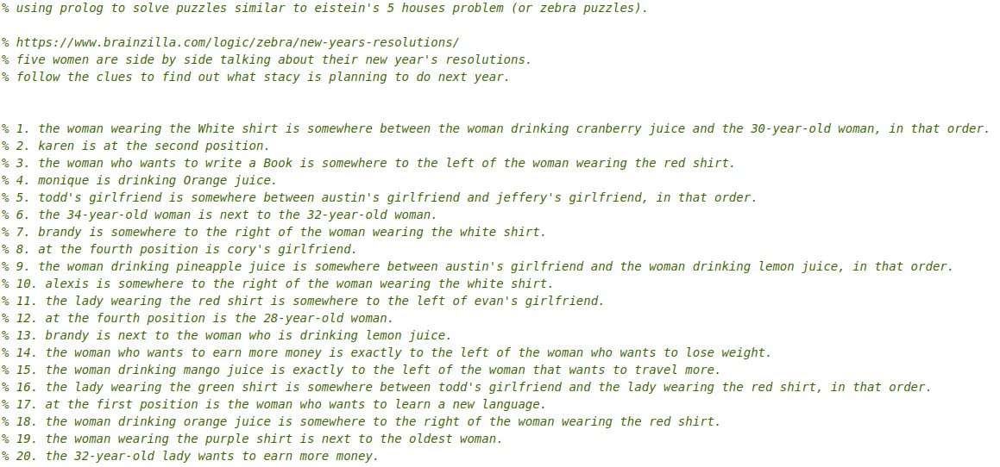 % using prolog to solve puzzles similar to eistein's 5 houses problem (or zebra puzzles).
% https://www.brainzilla.com/logic/zebra/new-years-resolutions/
% five women are side by side talking about their new year's resolutions.
% follow the clues to find out what stacy is planning to do next year.
% 1. the woman wearing the White shirt is somewhere between the woman drinking cranberry juice and the 30-year-old woman, in that order.
% 2. karen is at the second position.
% 3. the woman who wants to write a Book is somewhere to the left of the woman wearing the red shirt.
% 4. monique is drinking Orange juice.
% 5. todd's girlfriend is somewhere between austin's girlfriend and jeffery's girlfriend, in that order.
% 6. the 34-year-old woman is next to the 32-year-old woman.
% 7. brandy is somewhere to the right of the woman wearing the white shirt.
% 8. at the fourth position is cory's girlfriend.
% 9. the woman drinking pineapple juice is somewhere between austin's girlfriend and the woman drinking lemon juice, in that order.
% 10. alexis is somewhere to the right of the woman wearing the white shirt.
% 11. the lady wearing the red shirt is somewhere to the left of evan's girlfriend.
% 12. at the fourth position is the 28-year-old woman.
% 13. brandy is next to the woman who is drinking lemon juice.
% 14. the woman who wants to earn more money is exactly to the left of the woman who wants to lose weight.
% 15. the woman drinking mango juice is exactly to the left of the woman that wants to travel more.
% 16. the lady wearing the green shirt is somewhere between todd's girlfriend and the lady wearing the red shirt, in that order.
% 17. at the first position is the woman who wants to learn a new language.
% 18. the woman drinking orange juice is somewhere to the right of the woman wearing the red shirt.
% 19. the woman wearing the purple shirt is next to the oldest woman.
% 20. the 32-year-old lady wants to earn more money.